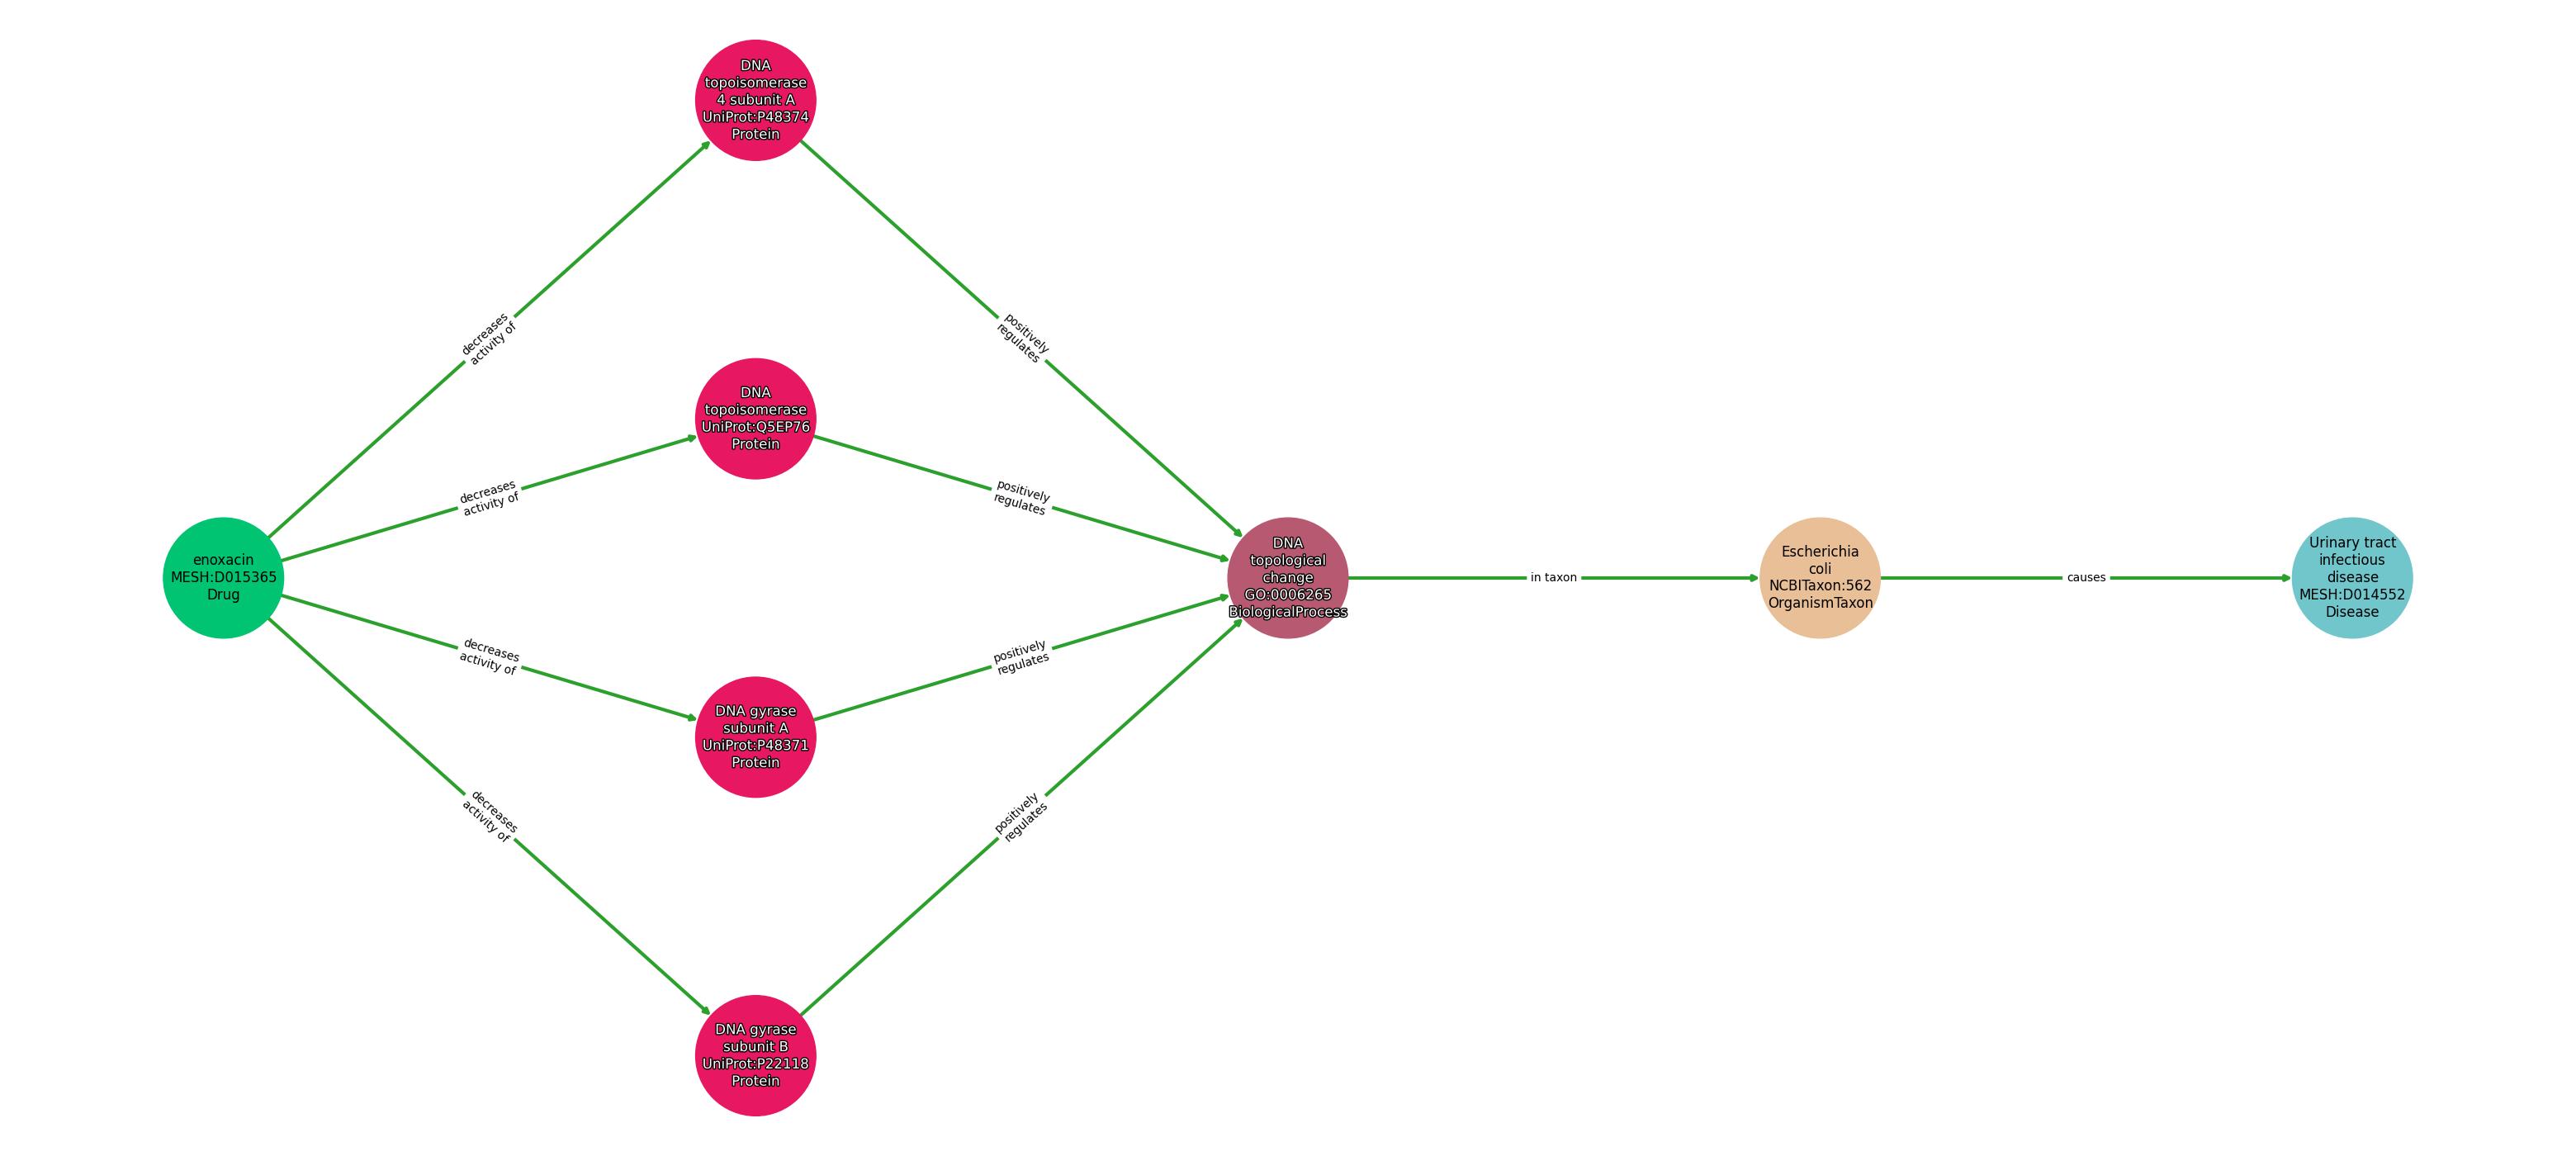 DNA
topoisomerase
4 subunit A
UniProt:P48374
Protein
decreases
activity of
positively
regulates
DNA
topoisomerase
UniProt:Q5EP76
Protein
decreases
activity of
positively
regulates
enoxacin
MESH:D015365
Drug
DNA
topological
change
GO:0006265
BiologicalProcess
in taxon
Escherichia
coli
NCBITaxon:562
OrganismTaxon
causes
Urinary tract
infectious
disease
MESH:D014552
Disease
decreases
activity of
positively
regulates
DNA gyrase
subunit A
UniProt:P48371
Protein
decreases
activity of
positively
regulates
DNA gyrase
subunit B
UniProt:P22118
Protein